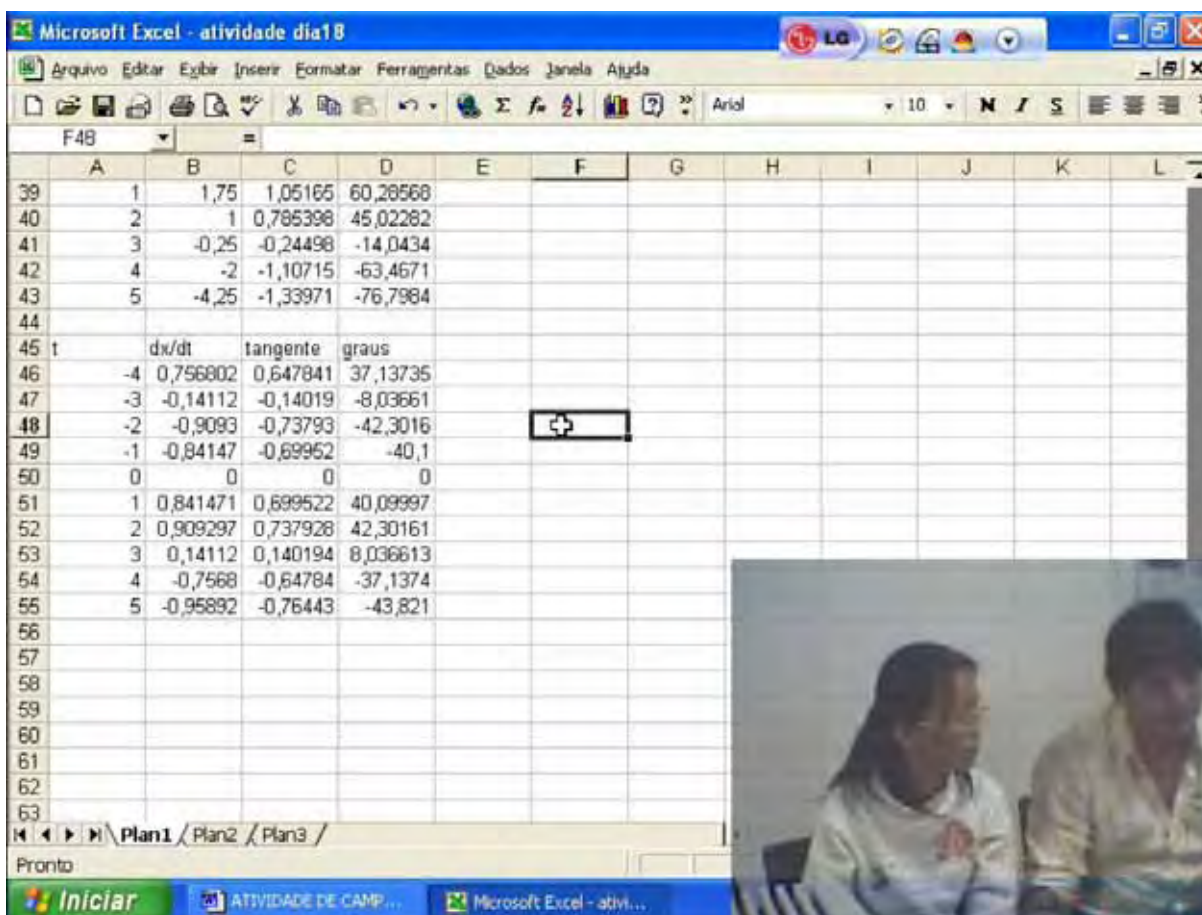 Microsoft Excel - atividade dia18
LG
Arquivo Editar Exibir Inserir Formatar Ferramentas Dados Janela Ajuda
Arial 10 N I S
F48 =
A B C D E F G H I J K L
39 1 1,75 1,05165 60,28568
40 2 1 0,785398 45,02282
41 3 -0,25 -0,24498 -14,0434
42 4 -2 -1,10715 -63,4671
43 5 -4,25 -1,33971 -76,7984
44
45 t dx/dt tangente graus
46 -4 0,756802 0,647841 37,13735
47 -3 -0,14112 -0,14019 -8,03661
48 -2 -0,9093 -0,73793 -42,3016
49 -1 -0,84147 -0,69952 -40,1
50 0 0 0 0
51 1 0,841471 0,699522 40,09997
52 2 0,909297 0,737928 42,30161
53 3 0,14112 0,140194 8,036613
54 4 -0,7568 -0,64784 -37,1374
55 5 -0,95892 -0,76443 -43,821
56
57
58
59
60
61
62
63
Plan1 / Plan2 / Plan3 /
Pronto
Iniciar ATIVIDADE DE CAMP... Microsoft Excel - ativi...